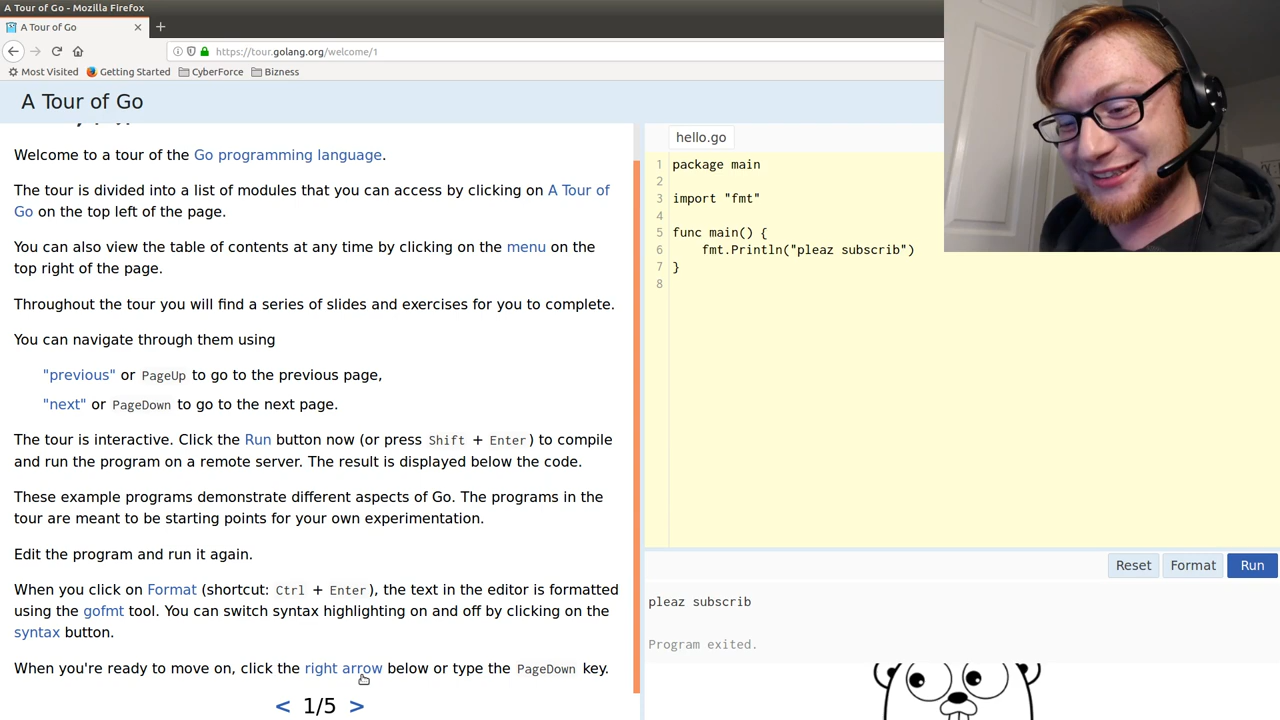 A Tour of Go - Mozilla Firefox
A Tour of Go
https://tour.golang.org/welcome/1
Most Visited Getting Started CyberForce Bizness
A Tour of Go
Welcome to a tour of the Go programming language.
The tour is divided into a list of modules that you can access by clicking on A Tour of
Go on the top left of the page.
You can also view the table of contents at any time by clicking on the menu on the
top right of the page.
Throughout the tour you will find a series of slides and exercises for you to complete.
You can navigate through them using
"previous" or PageUp to go to the previous page,
"next" or PageDown to go to the next page.
The tour is interactive. Click the Run button now (or press Shift + Enter) to compile
and run the program on a remote server. The result is displayed below the code.
These example programs demonstrate different aspects of Go. The programs in the
tour are meant to be starting points for your own experimentation.
Edit the program and run it again.
When you click on Format (shortcut: Ctrl + Enter), the text in the editor is formatted
using the gofmt tool. You can switch syntax highlighting on and off by clicking on the
syntax button.
When you're ready to move on, click the right arrow below or type the PageDown key.
< 1/5 >
hello.go
1 package main
2
3 import "fmt"
4
5 func main() {
6 fmt.Println("pleaz subscrib")
7 }
8
Reset Format Run
pleaz subscrib
Program exited.